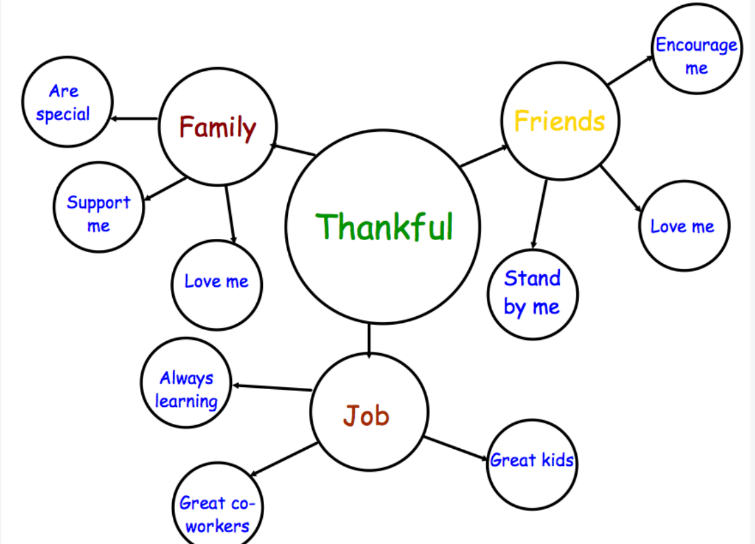 Encourage
me
Are
special
Family
Friends
Support
me
Thankful
Love me
Love me
Stand
by me
Always
learning
Job
Great kids
Great co-
workers